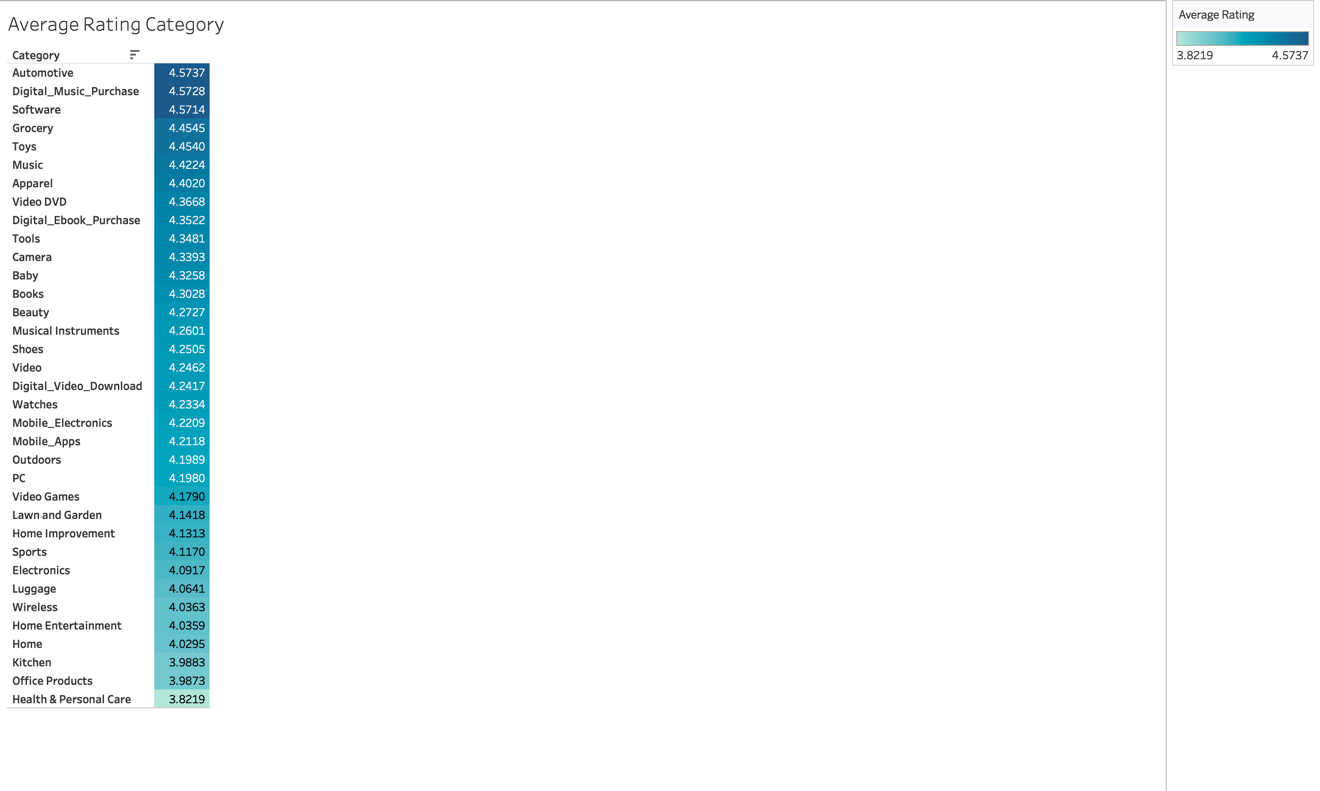 Average Rating Category
Category
Automotive 4.5737
Digital_Music_Purchase 4.5728
Software 4.5714
Grocery 4.4545
Toys 4.4540
Music 4.4224
Apparel 4.4020
Video DVD 4.3668
Digital_Ebook_Purchase 4.3522
Tools 4.3481
Camera 4.3393
Baby 4.3258
Books 4.3028
Beauty 4.2727
Musical Instruments 4.2601
Shoes 4.2505
Video 4.2462
Digital_Video_Download 4.2417
Watches 4.2334
Mobile_Electronics 4.2209
Mobile_Apps 4.2118
Outdoors 4.1989
PC 4.1980
Video Games 4.1790
Lawn and Garden 4.1418
Home Improvement 4.1313
Sports 4.1170
Electronics 4.0917
Luggage 4.0641
Wireless 4.0363
Home Entertainment 4.0359
Home 4.0295
Kitchen 3.9883
Office Products 3.9873
Health & Personal Care 3.8219
Average Rating
3.8219 4.5737